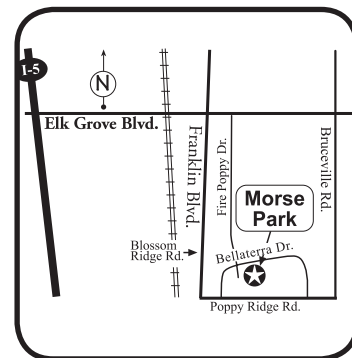 I-5
N
Elk Grove Blvd.
Franklin Blvd.
Fire Poppy Dr.
Bruceville Rd.
Morse
Park
Blossom
Ridge Rd.
Bellaterra Dr.
Poppy Ridge Rd.